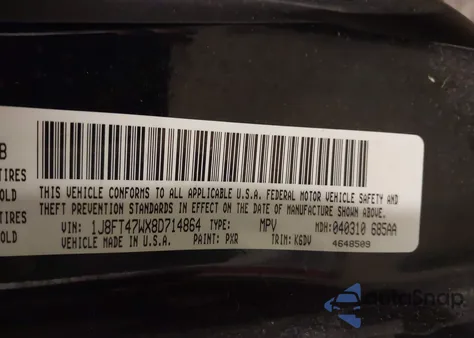 B
TIRES
OLD
TIRES
OLD
THIS VEHICLE CONFORMS TO ALL APPLICABLE U.S.A. FEDERAL MOTOR VEHICLE SAFETY AND
THEFT PREVENTION STANDARDS IN EFFECT ON THE DATE OF MANUFACTURE SHOWN ABOVE.
VIN: 1J8FT47WX8D714864 TYPE: MPV MDH: 040310 685AA
VEHICLE MADE IN U.S.A. PAINT: PXR TRIM: K6DV 4648509
AutoSnap